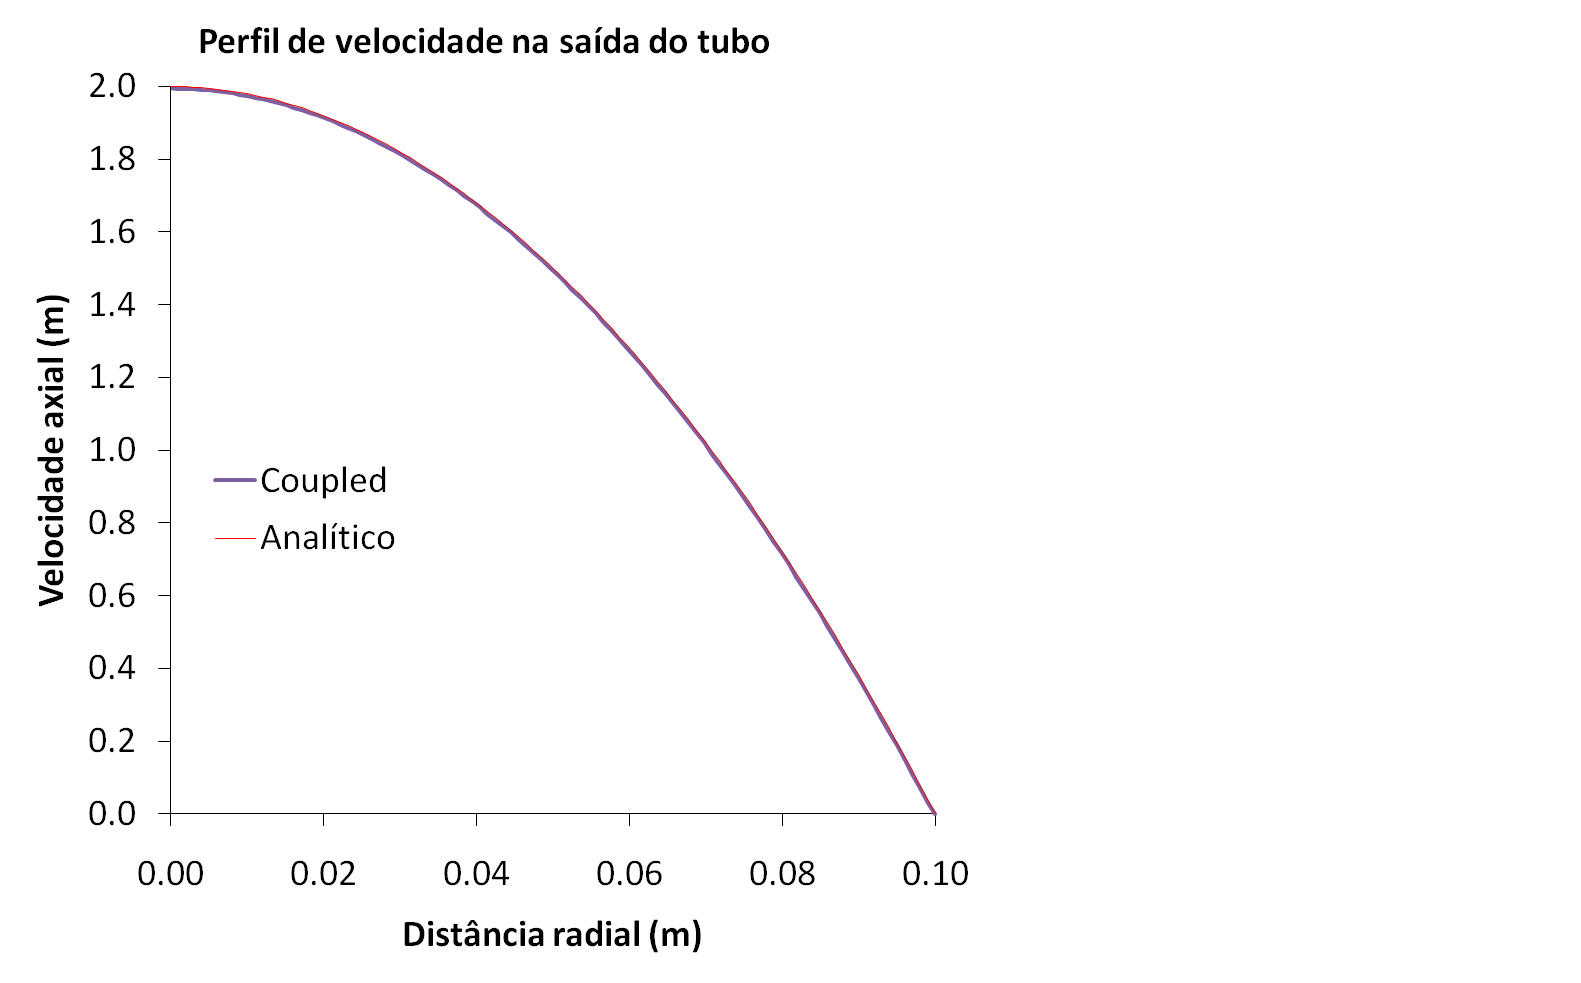 Perfil de velocidade na saída do tubo
2.0
1.8
1.6
1.4
1.2
1.0
0.8
0.6
0.4
0.2
0.0
Velocidade axial (m)
Coupled
Analítico
0.00 0.02 0.04 0.06 0.08 0.10
Distância radial (m)